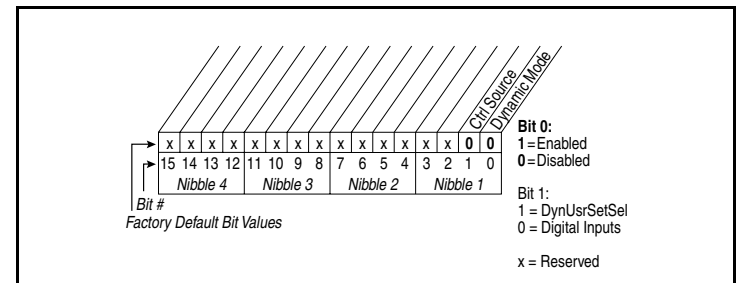 Ctrl Source
Dynamic Mode
x x x x x x x x x x x x x x 0 0
15 14 13 12 11 10 9 8 7 6 5 4 3 2 1 0
Nibble 4 Nibble 3 Nibble 2 Nibble 1
Bit #
Factory Default Bit Values
Bit 0:
1=Enabled
0=Disabled
Bit 1:
1 = DynUsrSetSel
0 = Digital Inputs
x = Reserved